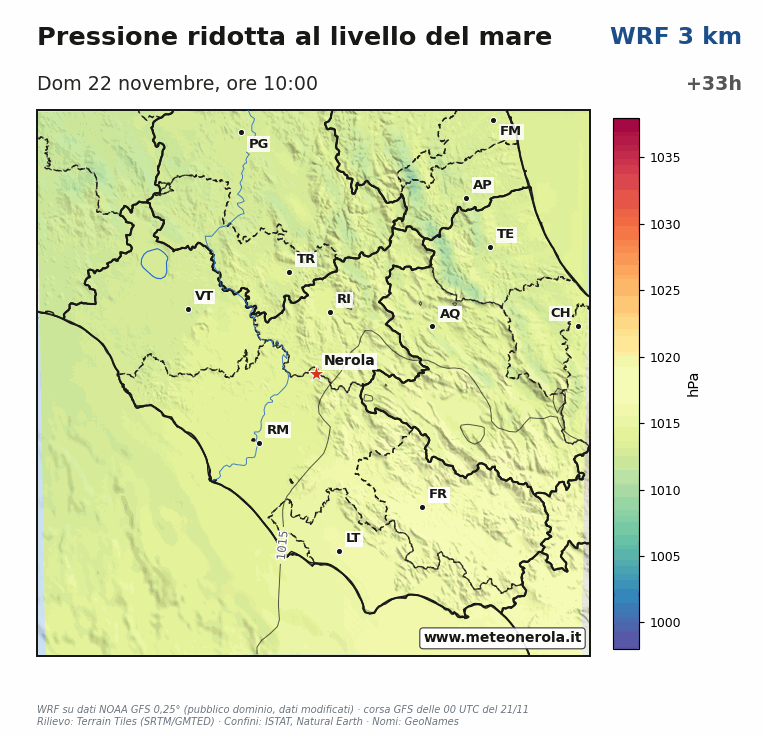 Pressione ridotta al livello del mare
WRF 3 km
Dom 22 novembre, ore 10:00
+33h
FM
PG
AP
TE
TR
RI
VT
AQ
CH
Nerola
RM
FR
LT
1015
www.meteonerola.it
1035
1030
1025
1020
1015
1010
1005
1000
hPa
WRF su dati NOAA GFS 0,25° (pubblico dominio, dati modificati) · corsa GFS delle 00 UTC del 21/11
Rilievo: Terrain Tiles (SRTM/GMTED) · Confini: ISTAT, Natural Earth · Nomi: GeoNames